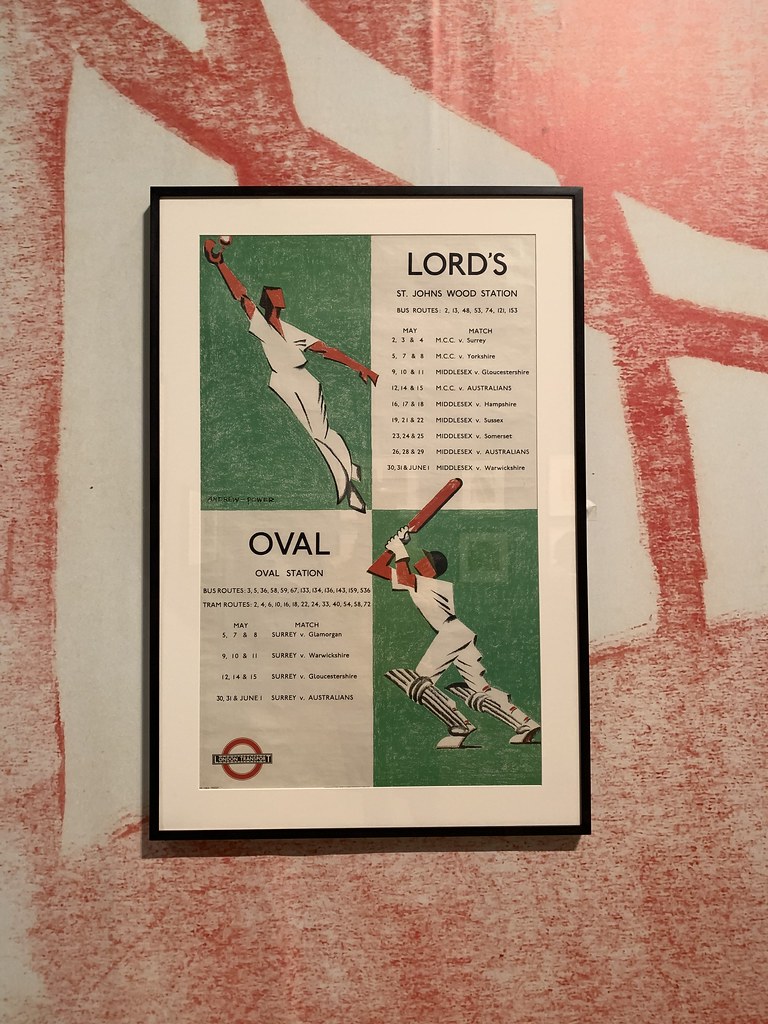 ANDREW-POWER
LORD'S
ST. JOHNS WOOD STATION
BUS ROUTES: 2, 13, 48, 53, 74, 121, 153
MAY MATCH
2, 3 & 4 M.C.C. v. Surrey
5, 7 & 8 M.C.C. v. Yorkshire
9, 10 & 11 MIDDLESEX v. Gloucestershire
12, 14 & 15 M.C.C. v. AUSTRALIANS
16, 17 & 18 MIDDLESEX v. Hampshire
19, 21 & 22 MIDDLESEX v. Sussex
23, 24 & 25 MIDDLESEX v. Somerset
26, 28 & 29 MIDDLESEX v. AUSTRALIANS
30, 31 & JUNE 1 MIDDLESEX v. Warwickshire
OVAL
OVAL STATION
BUS ROUTES: 3, 5, 36, 58, 59, 67, 133, 134, 136, 143, 159, 536
TRAM ROUTES: 2, 4, 6, 10, 16, 18, 22, 24, 33, 40, 54, 58, 72
MAY MATCH
5, 7 & 8 SURREY v. Glamorgan
9, 10 & 11 SURREY v. Warwickshire
12, 14 & 15 SURREY v. Gloucestershire
30, 31 & JUNE 1 SURREY v. AUSTRALIANS
LONDON TRANSPORT